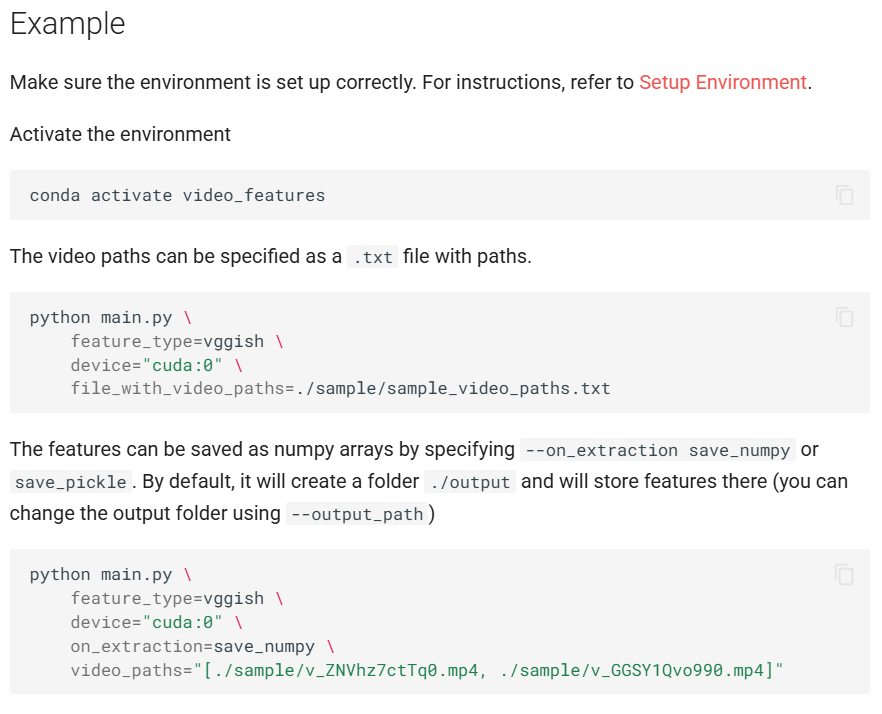 Example
Make sure the environment is set up correctly. For instructions, refer to Setup Environment.
Activate the environment
conda activate video_features
The video paths can be specified as a .txt file with paths.
python main.py \
    feature_type=vggish \
    device="cuda:0" \
    file_with_video_paths=./sample/sample_video_paths.txt
The features can be saved as numpy arrays by specifying --on_extraction save_numpy or
save_pickle. By default, it will create a folder ./output and will store features there (you can
change the output folder using --output_path)
python main.py \
    feature_type=vggish \
    device="cuda:0" \
    on_extraction=save_numpy \
    video_paths="[./sample/v_ZNVhz7ctTq0.mp4, ./sample/v_GGSY1Qvo990.mp4]"